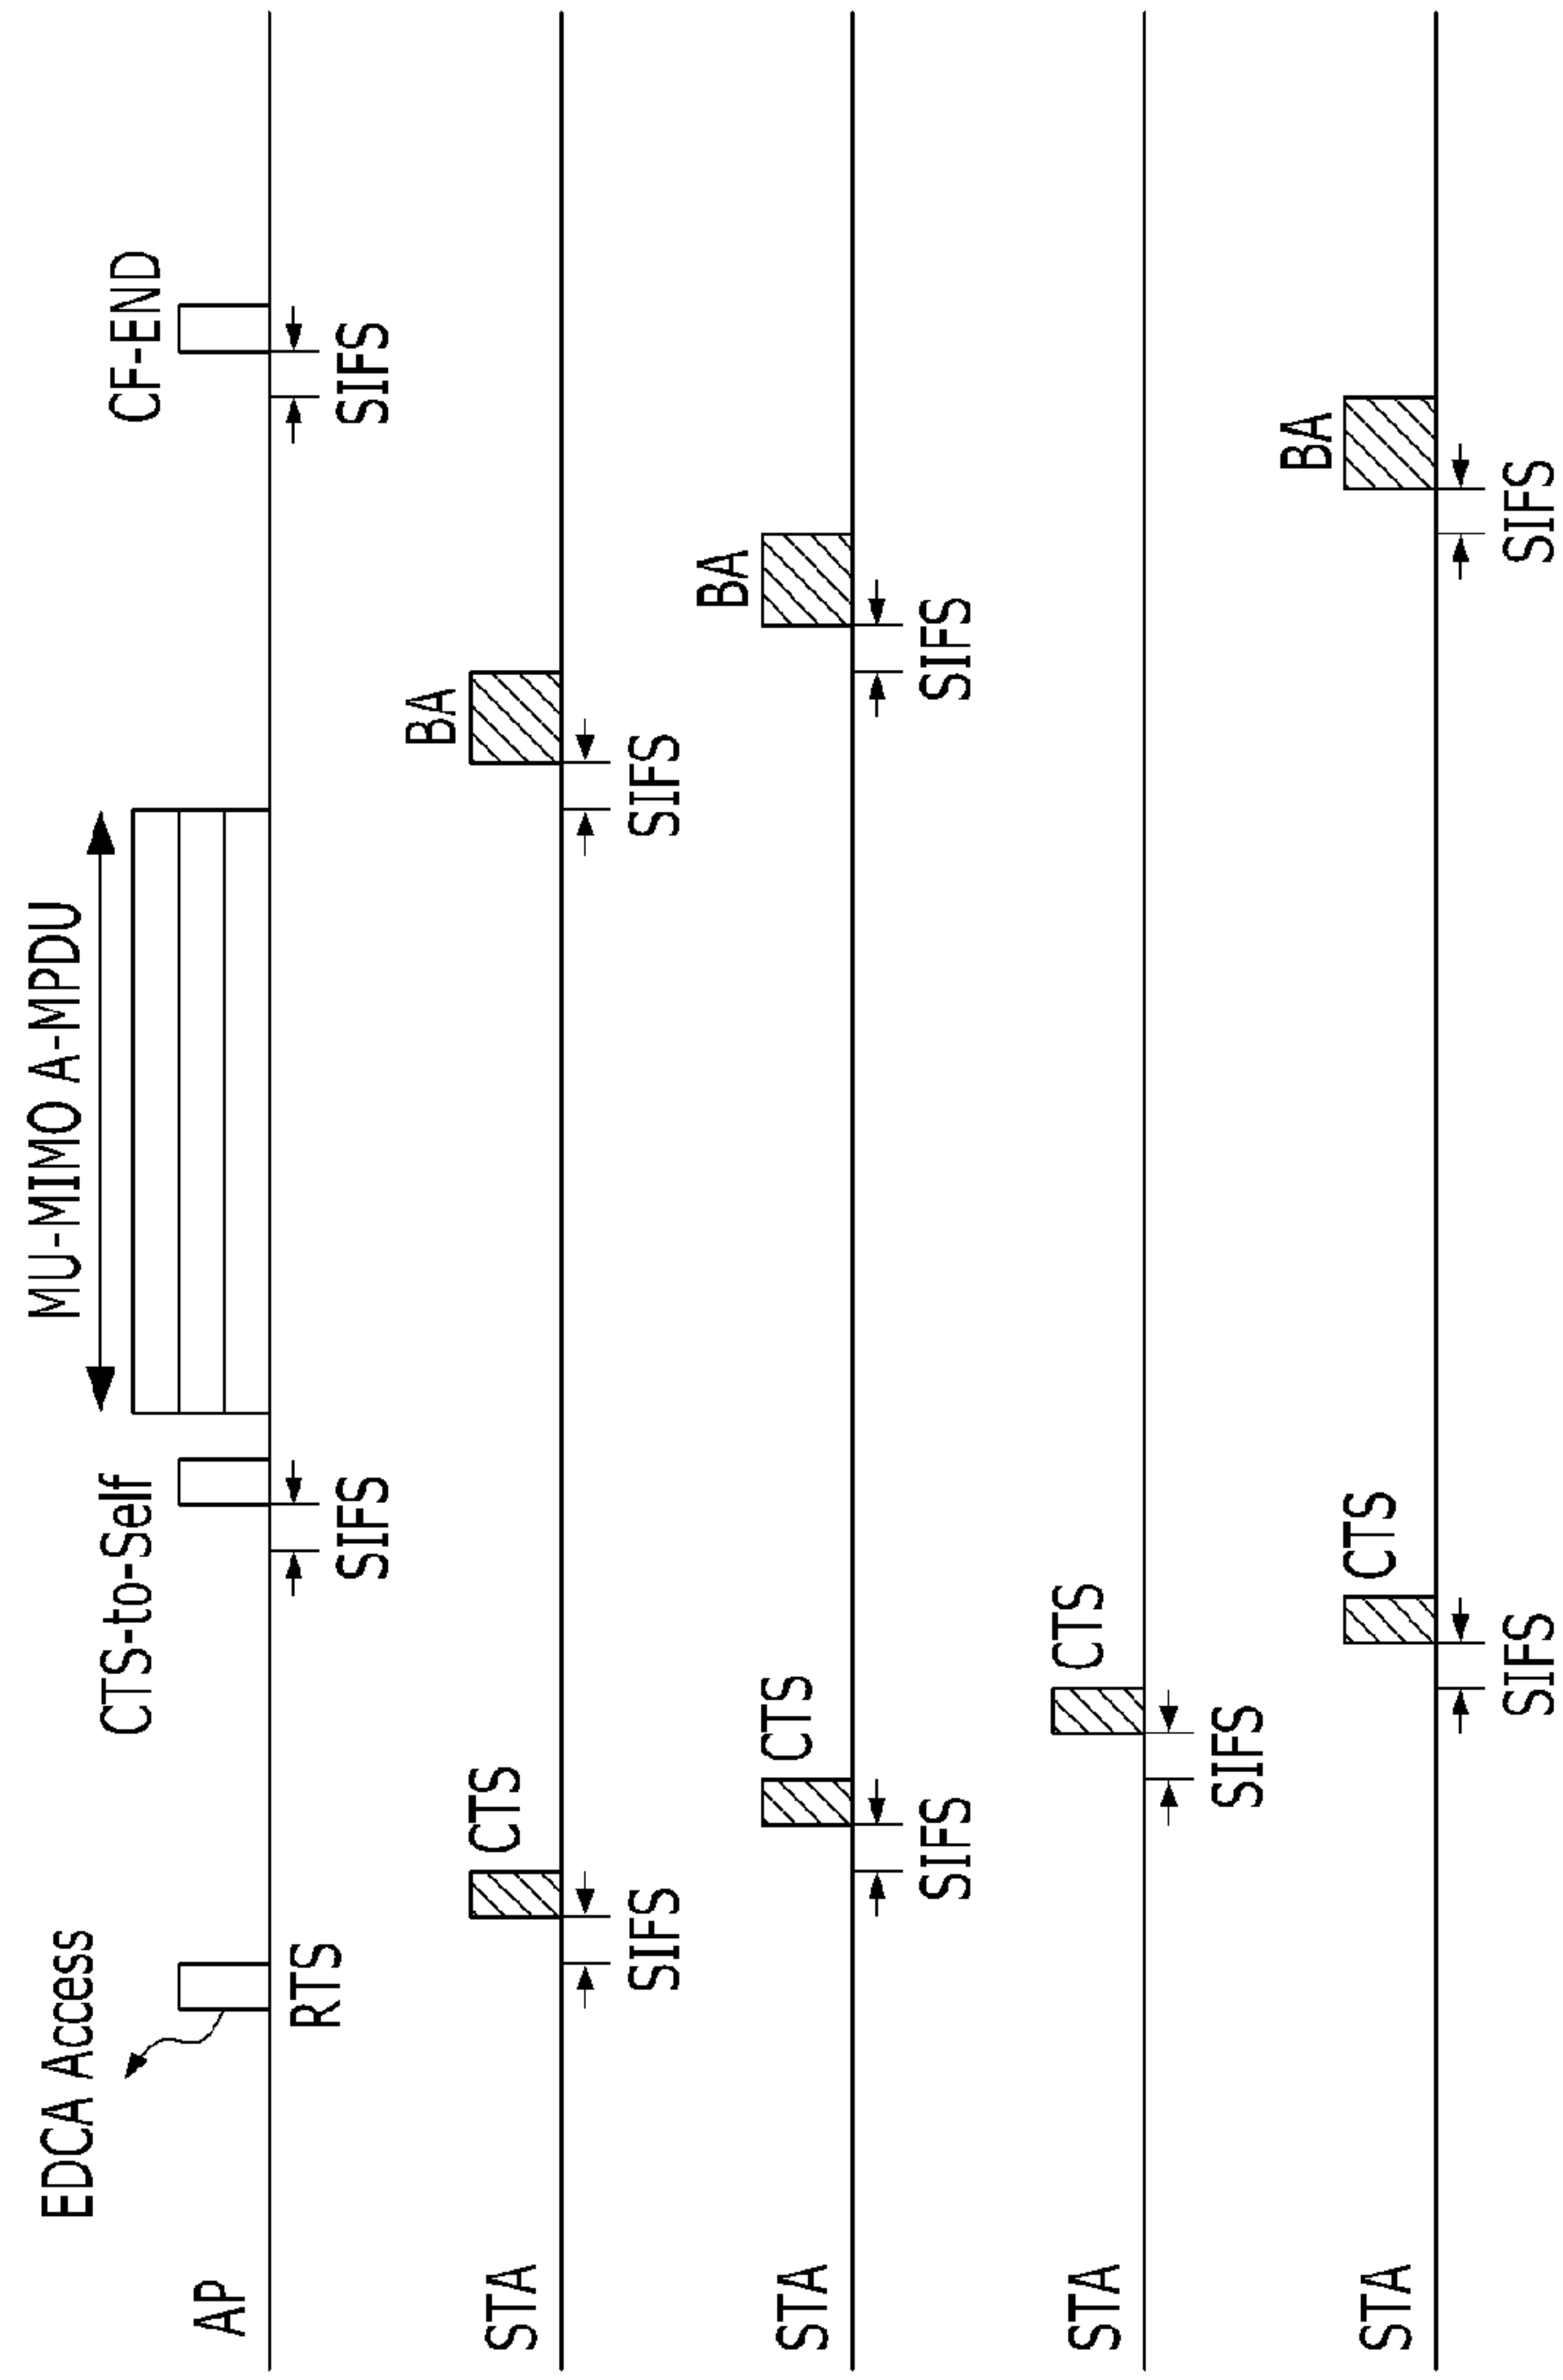 MU-MIMO A-MPDU
EDCA Access
CTS-to-Self
CF-END
AP
RTS
SIFS
SIFS
STA
CTS
BA
SIFS
SIFS
STA
CTS
BA
SIFS
SIFS
STA
CTS
SIFS
STA
CTS
BA
SIFS
SIFS